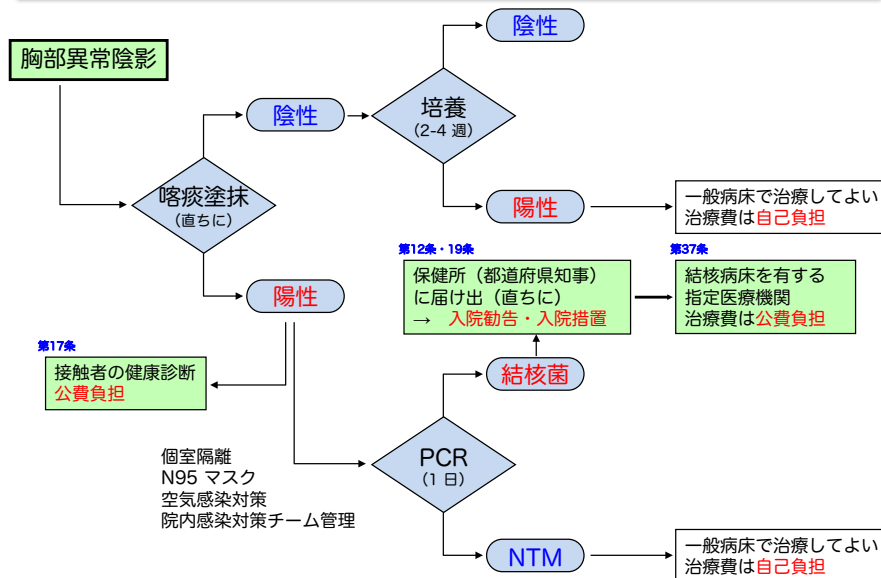 胸部異常陰影
陰性
陰性
培養
(2-4 週)
喀痰塗抹
(直ちに)
陽性
一般病床で治療してよい
治療費は自己負担
陽性
第12条・19条
保健所（都道府県知事）
に届け出（直ちに）
→ 入院勧告・入院措置
第37条
結核病床を有する
指定医療機関
治療費は公費負担
第17条
接触者の健康診断
公費負担
結核菌
個室隔離
N95 マスク
空気感染対策
院内感染対策チーム管理
PCR
(1 日)
NTM
一般病床で治療してよい
治療費は自己負担